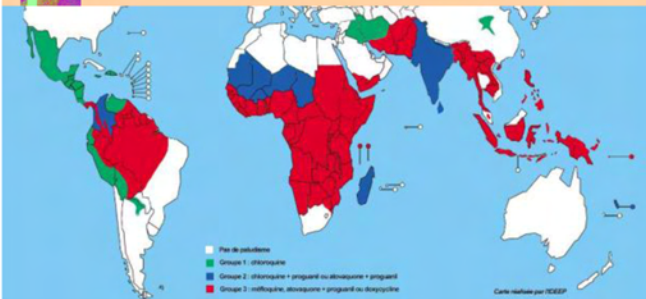 Pas de paludisme
Groupe 1 : chloroquine
Groupe 2 : chloroquine + proguanil ou atovaquone + proguanil
Groupe 3 : méfloquine, atovaquone + proguanil ou doxycycline
Carte réalisée par l'IDEEP